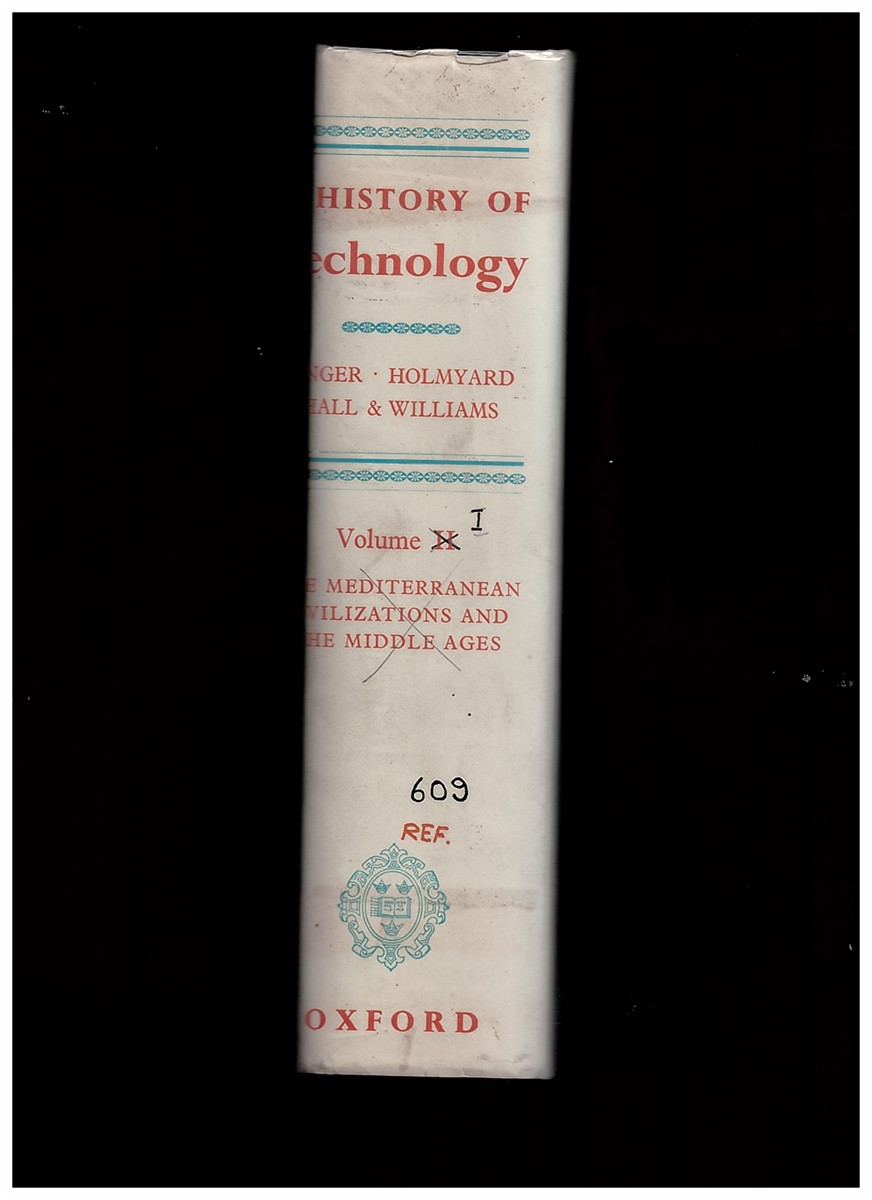 HISTORY OF
echnology
NGER · HOLMYARD
HALL & WILLIAMS
I
Volume II
E MEDITERRANEAN
VILIZATIONS AND
HE MIDDLE AGES
609
REF.
OXFORD